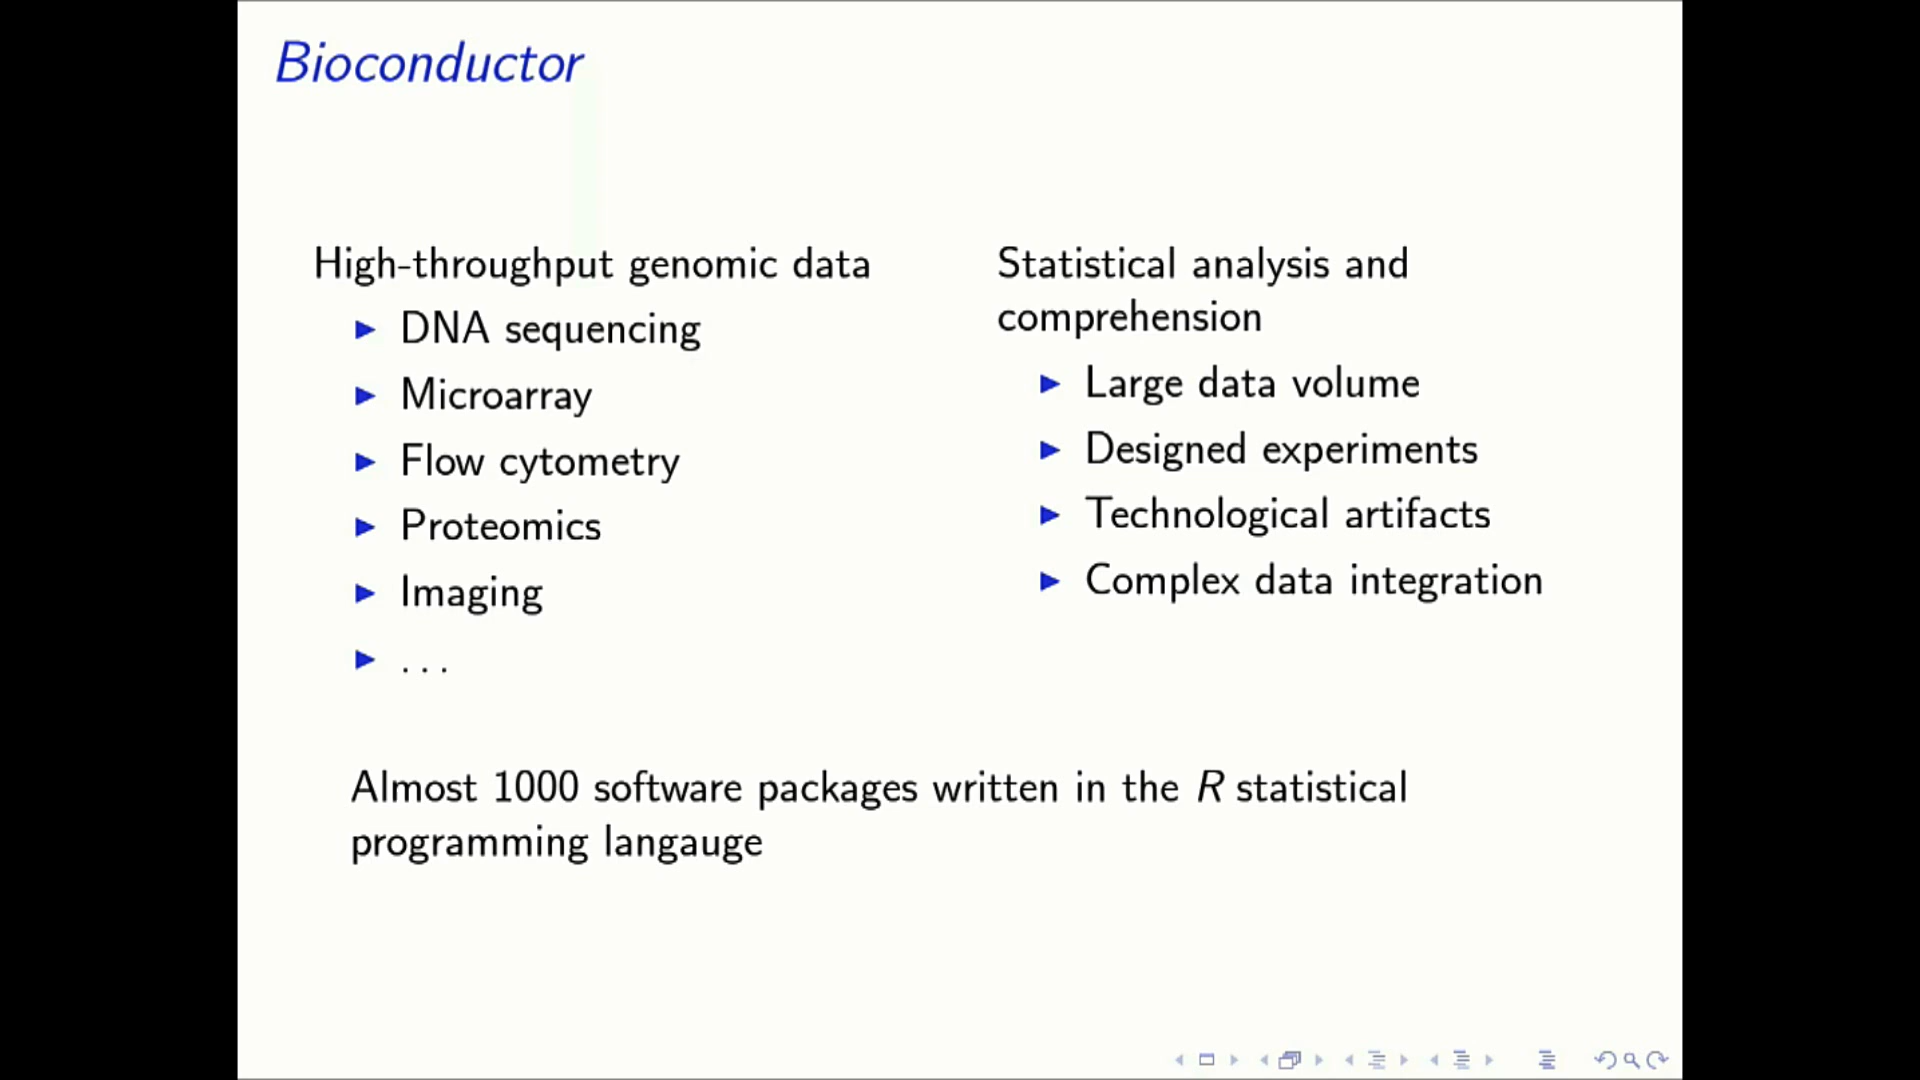 Bioconductor
High-throughput genomic data
DNA sequencing
Microarray
Flow cytometry
Proteomics
Imaging
. . .
Statistical analysis and
comprehension
Large data volume
Designed experiments
Technological artifacts
Complex data integration
Almost 1000 software packages written in the R statistical
programming langauge